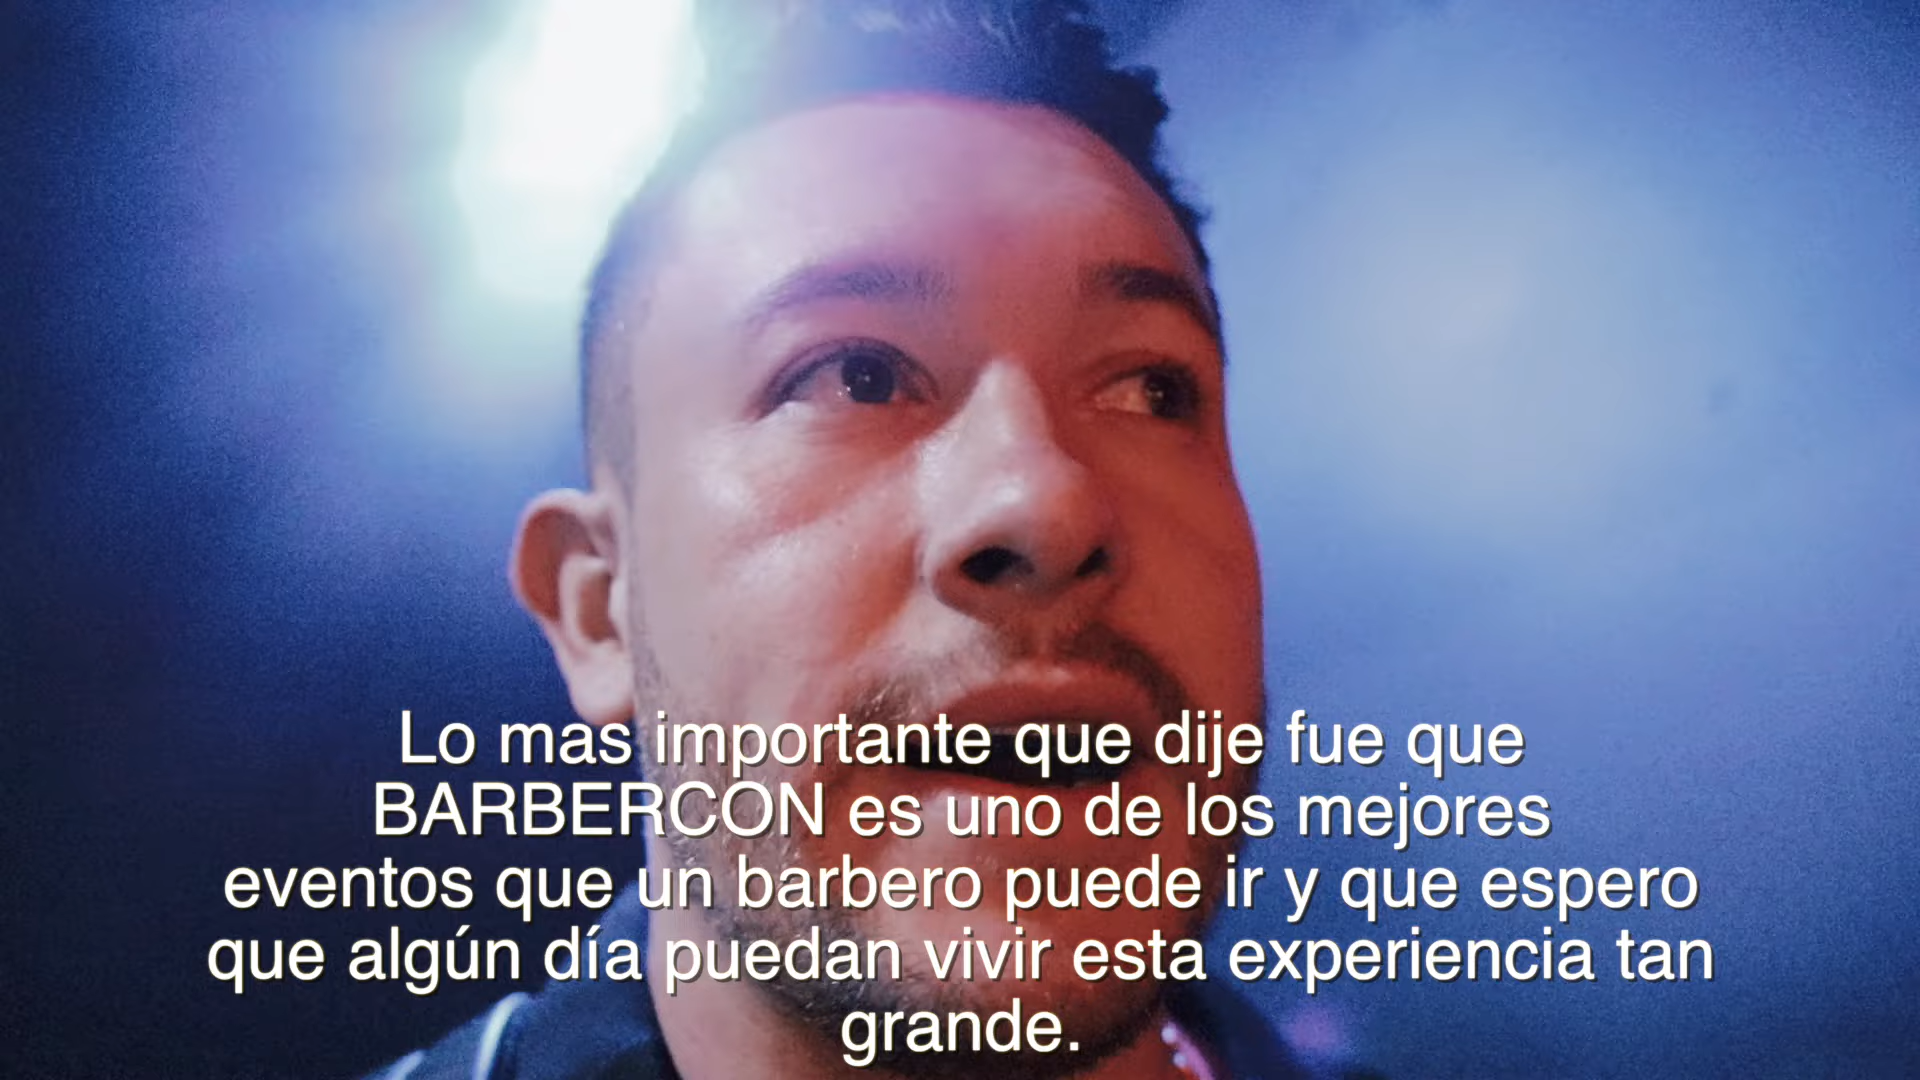 Lo mas importante que dije fue que
BARBERCON es uno de los mejores
eventos que un barbero puede ir y que espero
que algún día puedan vivir esta experiencia tan
grande.